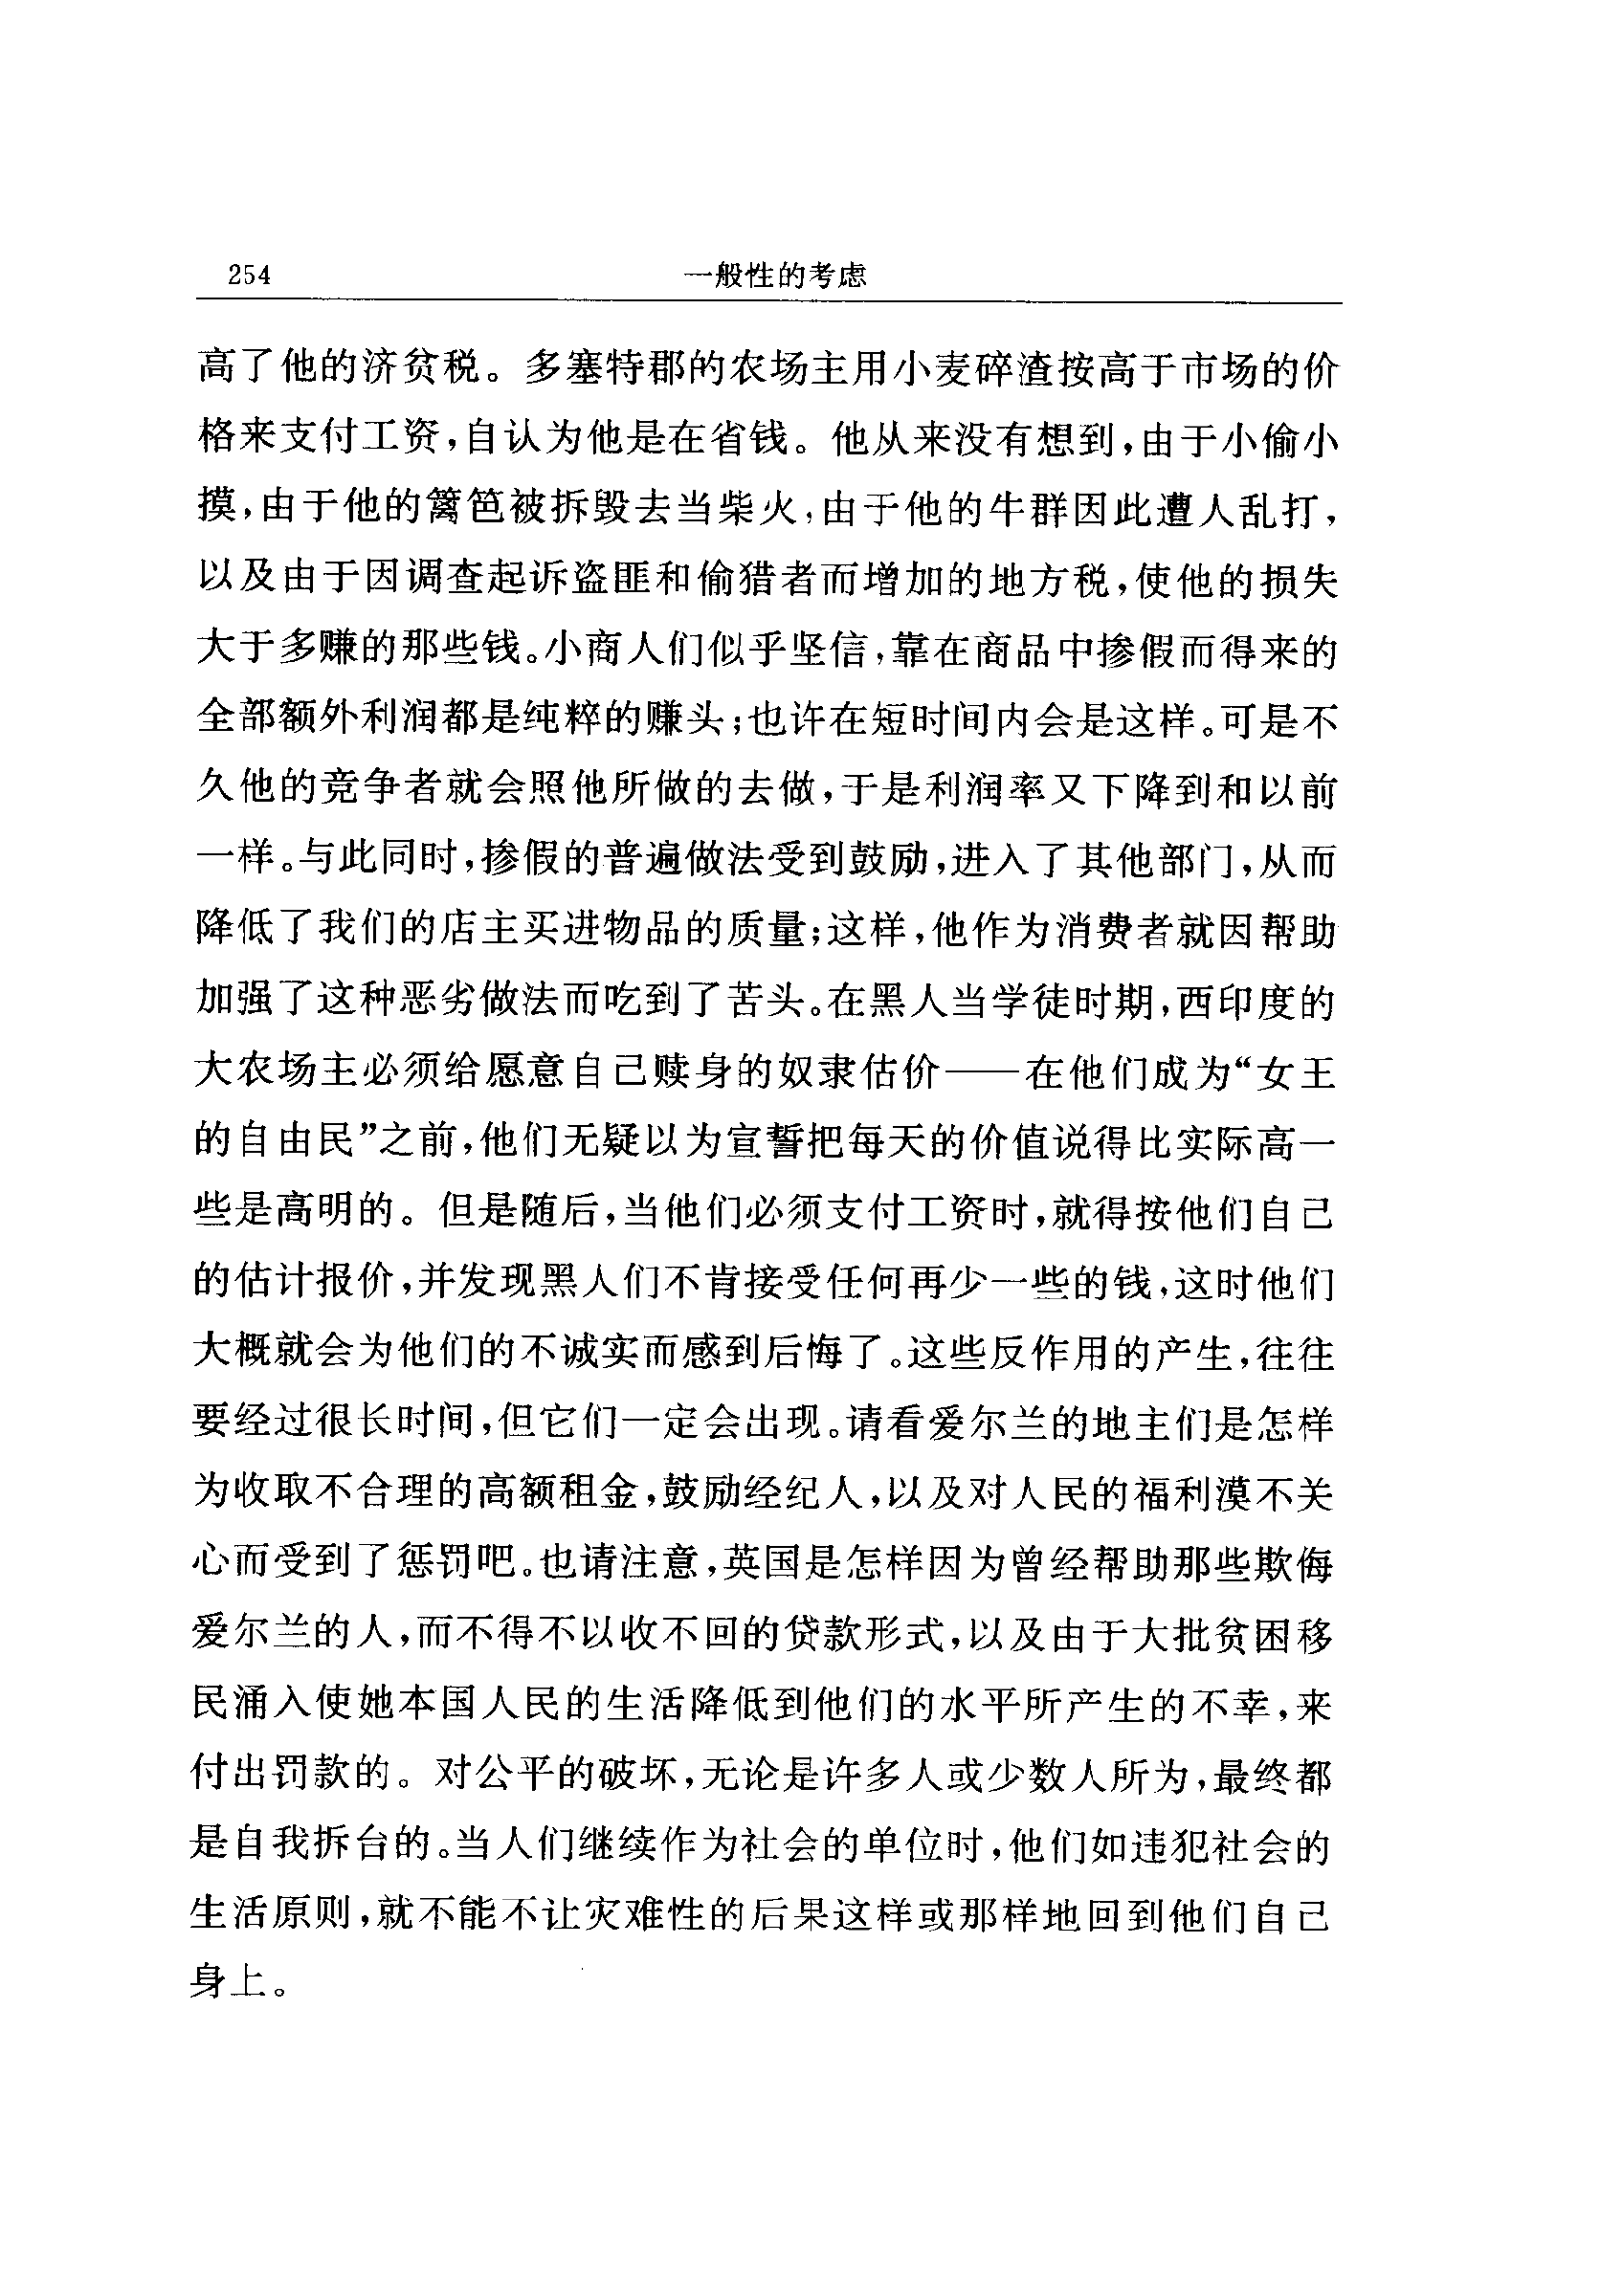 254
一般性的考虑
高了他的济贫税。多塞特郡的农场主用小麦碎渣按高于市场的价
格来支付工资,自认为他是在省钱。他从来没有想到,由于小偷小
摸,由于他的篱笆被拆毁去当柴火,由于他的牛群因此遭人乱打,
以及由于因调查起诉盗匪和偷猎者而增加的地方税,使他的损失
大于多赚的那些钱。小商人们似乎坚信,靠在商品中掺假而得来的
全部额外利润都是纯粹的赚头;也许在短时间内会是这样。可是不
久他的竞争者就会照他所做的去做,于是利润率又下降到和以前
一样。与此同时,掺假的普遍做法受到鼓励,进入了其他部门,从而
降低了我们的店主买进物品的质量;这样,他作为消费者就因帮助
加强了这种恶劣做法而吃到了苦头。在黑人当学徒时期,西印度的
大农场主必须给愿意自己赎身的奴隶估价——在他们成为“女王
的自由民”之前,他们无疑以为宣誓把每天的价值说得比实际高一
些是高明的。但是随后,当他们必须支付工资时,就得按他们自己
的估计报价,并发现黑人们不肯接受任何再少一些的钱,这时他们
大概就会为他们的不诚实而感到后悔了。这些反作用的产生,往往
要经过很长时间,但它们一定会出现。请看爱尔兰的地主们是怎样
为收取不合理的高额租金,鼓励经纪人,以及对人民的福利漠不关
心而受到了惩罚吧。也请注意,英国是怎样因为曾经帮助那些欺侮
爱尔兰的人,而不得不以收不回的贷款形式,以及由于大批贫困移
民涌入使她本国人民的生活降低到他们的水平所产生的不幸,来
付出罚款的。对公平的破坏,无论是许多人或少数人所为,最终都
是自我拆台的。当人们继续作为社会的单位时,他们如违犯社会的
生活原则,就不能不让灾难性的后果这样或那样地回到他们自己
身上。